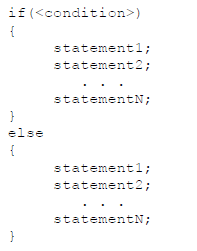 if(<condition>)
{
statement1;
statement2;
. . .
statementN;
}
else
{
statement1;
statement2;
. . .
statementN;
}